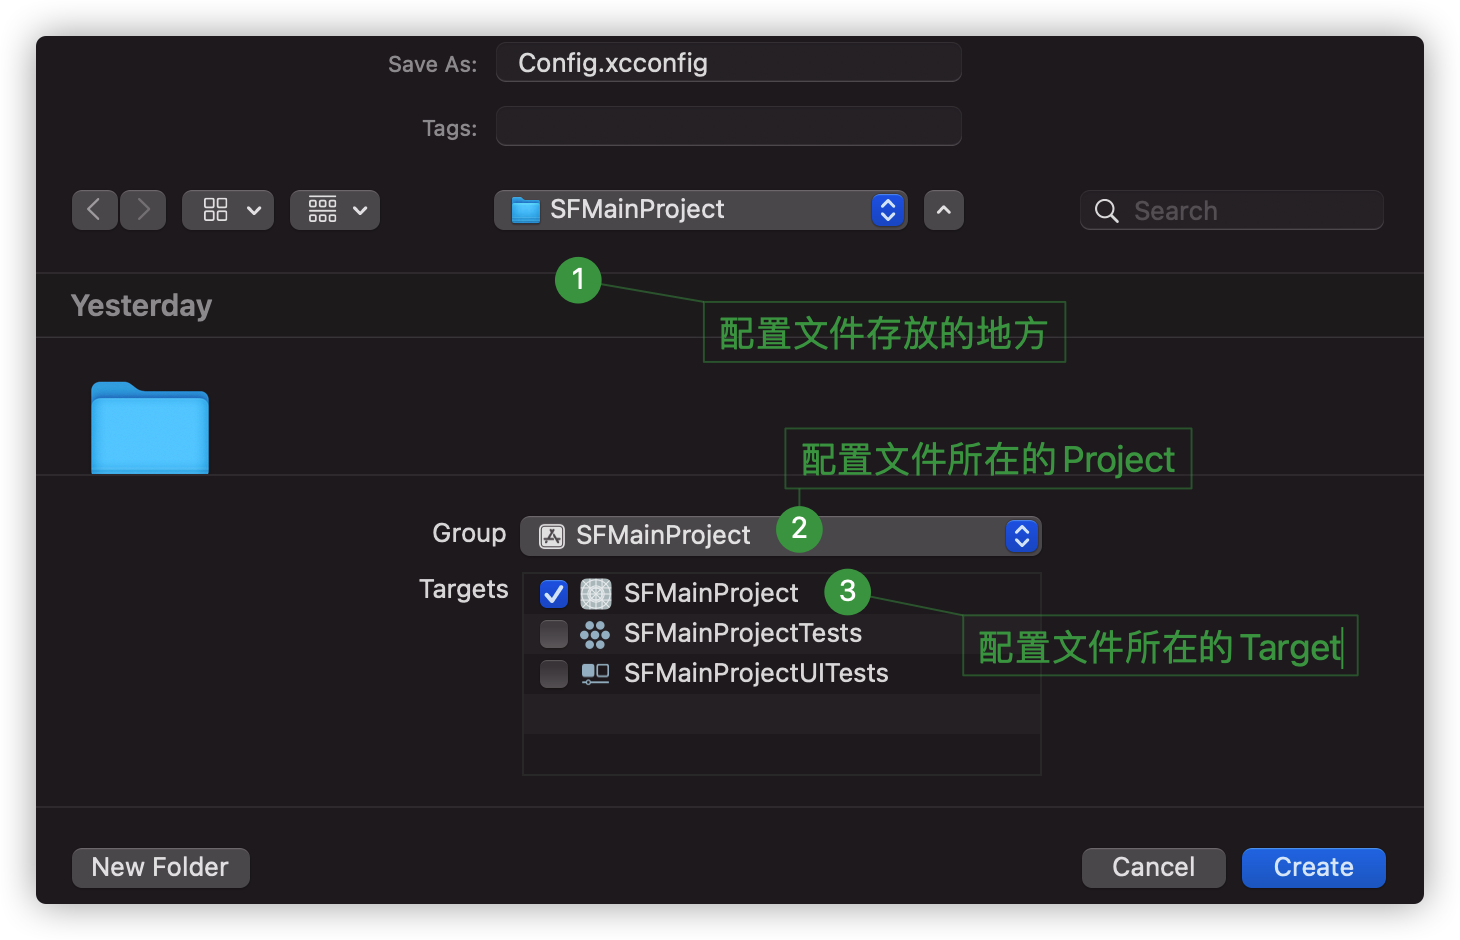 Save As: Config.xcconfig
Tags:
SFMainProject
Search
1
Yesterday
配置文件存放的地方
配置文件所在的Project
Group SFMainProject 2
Targets SFMainProject 3
SFMainProjectTests
配置文件所在的Target
SFMainProjectUITests
New Folder Cancel Create